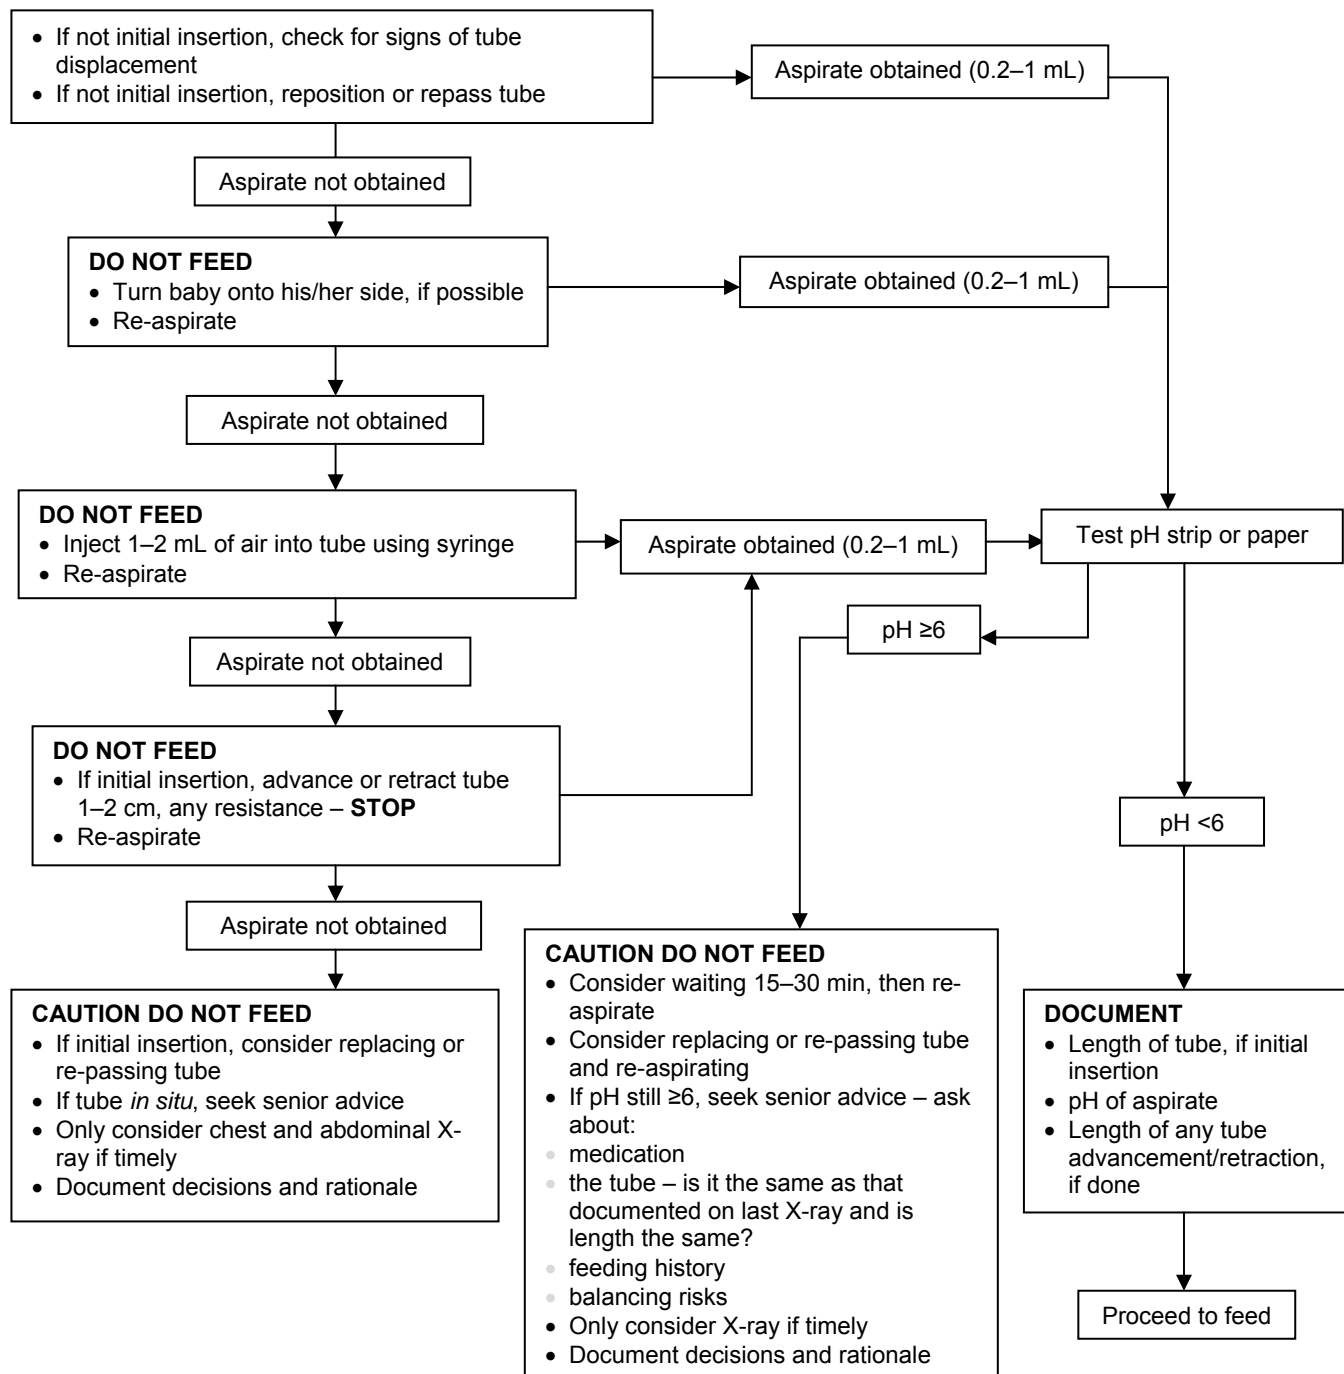 • If not initial insertion, check for signs of tube
displacement
• If not initial insertion, reposition or repass tube
Aspirate obtained (0.2–1 mL)
Aspirate not obtained
DO NOT FEED
• Turn baby onto his/her side, if possible
• Re-aspirate
Aspirate obtained (0.2–1 mL)
Aspirate not obtained
DO NOT FEED
• Inject 1–2 mL of air into tube using syringe
• Re-aspirate
Aspirate obtained (0.2–1 mL)
Test pH strip or paper
pH ≥6
Aspirate not obtained
DO NOT FEED
• If initial insertion, advance or retract tube
1–2 cm, any resistance – STOP
• Re-aspirate
pH <6
Aspirate not obtained
CAUTION DO NOT FEED
• If initial insertion, consider replacing or
re-passing tube
• If tube in situ, seek senior advice
• Only consider chest and abdominal X-
ray if timely
• Document decisions and rationale
CAUTION DO NOT FEED
• Consider waiting 15–30 min, then re-
aspirate
• Consider replacing or re-passing tube
and re-aspirating
• If pH still ≥6, seek senior advice – ask
about:
• medication
• the tube – is it the same as that
documented on last X-ray and is
length the same?
• feeding history
• balancing risks
• Only consider X-ray if timely
• Document decisions and rationale
DOCUMENT
• Length of tube, if initial
insertion
• pH of aspirate
• Length of any tube
advancement/retraction,
if done
Proceed to feed